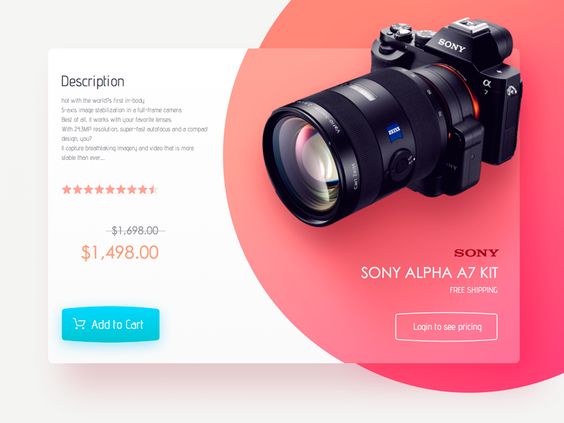 Description
hot with the world?s first in-body
5-axis image stabilization in a full-frame camera.
Best of all, it works with your favorite lenses.
With 24.3MP resolution, super-fast autofocus and a compact
design, you?
ll capture breathtaking imagery and video that is more
stable than ever....
$1,698.00
$1,498.00
Add to Cart
SONY
α
7
ZEISS
Carl Zeiss
SONY
SONY ALPHA A7 KIT
FREE SHIPPING
Login to see pricing